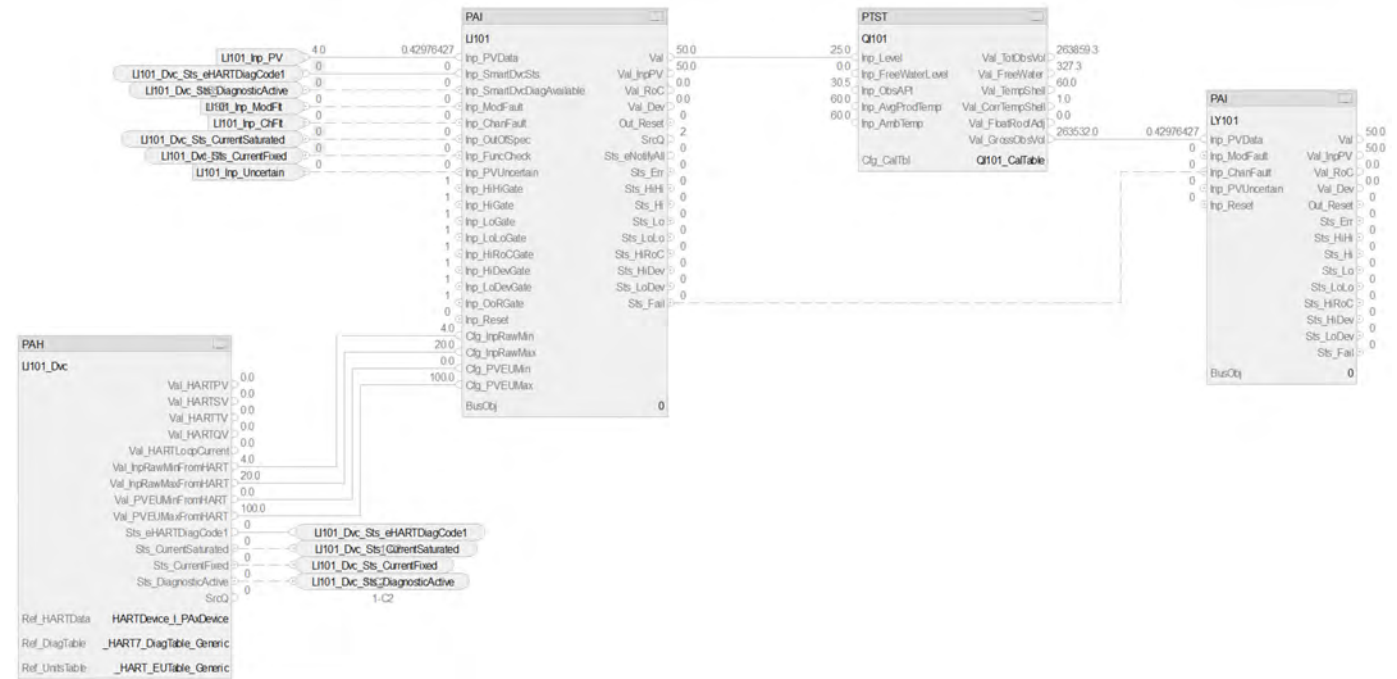 PAI
LI101
LI101_Inp_PV 4.0 0.42976427 Inp_PVData Val 50.0
LI101_Dvc_Sts_eHARTDiagCode1 0 0 Inp_SmartDvcSts Val_InpPV 50.0
LI101_Dvc_Sts_DiagnosticActive 0 0 Inp_SmartDvcDiagAvailable Val_RoC 0.0
LI101_Inp_ModFlt 0 0 Inp_ModFault Val_Dev 0.0
LI101_Inp_ChFlt 0 0 Inp_ChanFault Out_Reset 0
LI101_Dvc_Sts_CurrentSaturated 0 0 Inp_OutOfSpec SrcQ 2
LI101_Dvc_Sts_CurrentFixed 0 0 Inp_FuncCheck Sts_eNotifyAll 0
LI101_Inp_Uncertain 0 0 Inp_PVUncertain Sts_Err 0
1 Inp_HiHiGate Sts_HiHi 0
1 Inp_HiGate Sts_Hi 0
1 Inp_LoGate Sts_Lo 0
1 Inp_LoLoGate Sts_LoLo 0
1 Inp_HiRoCGate Sts_HiRoC 0
1 Inp_HiDevGate Sts_HiDev 0
1 Inp_LoDevGate Sts_LoDev 0
1 Inp_OoRGate Sts_Fail 0
0 Inp_Reset
4.0 Cfg_InpRawMin
20.0 Cfg_InpRawMax
0.0 Cfg_PVEUMin
100.0 Cfg_PVEUMax
BusObj 0
PTST
QI101
25.0 Inp_Level Val_TotObsVol 263859.3
0.0 Inp_FreeWaterLevel Val_FreeWater 327.3
30.5 Inp_ObsAPI Val_TempShell 60.0
60.0 Inp_AvgProdTemp Val_CorrTempShell 1.0
60.0 Inp_AmbTemp Val_FloatRoofAdj 0.0
Val_GrossObsVol 263532.0
Cfg_CalTbl QI101_CalTable
PAI
LY101
0.42976427 Inp_PVData Val 50.0
0 Inp_ModFault Val_InpPV 50.0
0 Inp_ChanFault Val_RoC 0.0
0 Inp_PVUncertain Val_Dev 0.0
0 Inp_Reset Out_Reset 0
Sts_Err 0
Sts_HiHi 0
Sts_Hi 0
Sts_Lo 0
Sts_LoLo 0
Sts_HiRoC 0
Sts_HiDev 0
Sts_LoDev 0
Sts_Fail 0
BusObj 0
PAH
LI101_Dvc
Val_HARTPV 0.0
Val_HARTSV 0.0
Val_HARTTV 0.0
Val_HARTQV 0.0
Val_HARTLoopCurrent 0.0
Val_InpRawMinFromHART 4.0
Val_InpRawMaxFromHART 20.0
Val_PVEUMinFromHART 0.0
Val_PVEUMaxFromHART 100.0
Sts_eHARTDiagCode1 0 LI101_Dvc_Sts_eHARTDiagCode1
Sts_CurrentSaturated 0 LI101_Dvc_Sts_CurrentSaturated
Sts_CurrentFixed 0 LI101_Dvc_Sts_CurrentFixed
Sts_DiagnosticActive 0 LI101_Dvc_Sts_DiagnosticActive
SrcQ 0
1-C2
Ref_HARTData HARTDevice_I_PAxDevice
Ref_DiagTable _HART7_DiagTable_Generic
Ref_UnitsTable _HART_EUTable_Generic